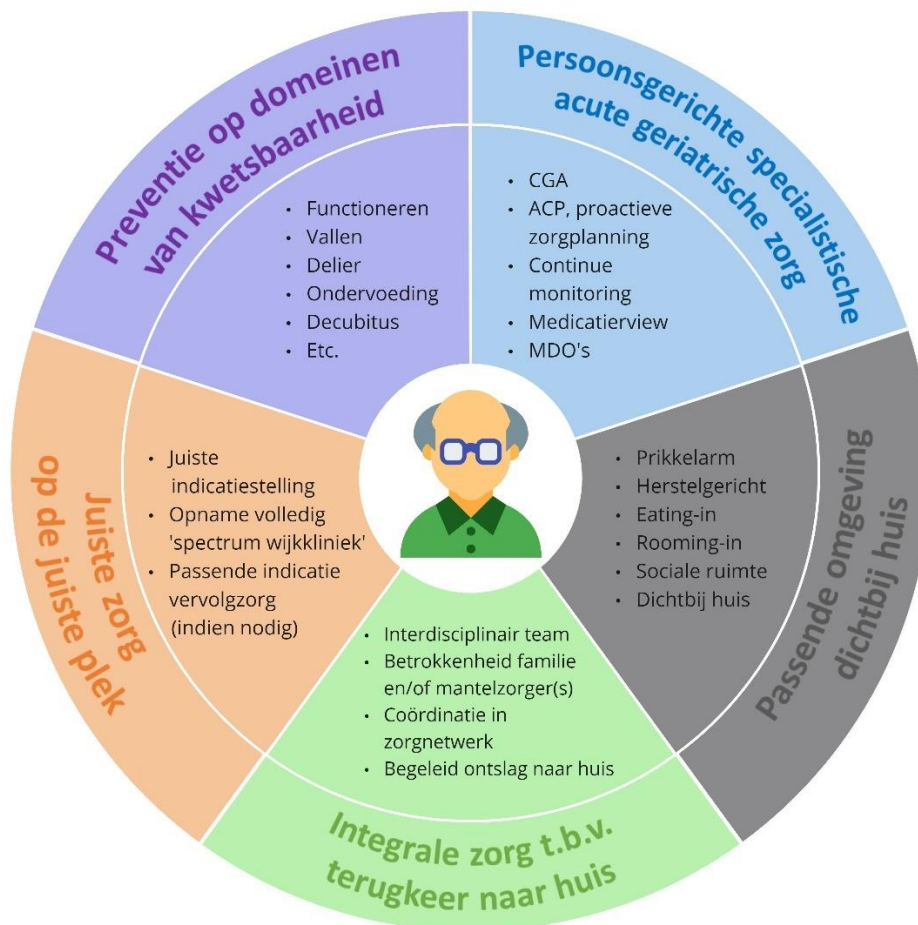 Preventie op domeinen
van kwetsbaarheid
• Functioneren
• Vallen
• Delier
• Ondervoeding
• Decubitus
• Etc.
Persoonsgerichte specialistische
acute geriatrische zorg
• CGA
• ACP, proactieve
zorgplanning
• Continue
monitoring
• Medicatierview
• MDO's
Passende omgeving
dichtbij huis
• Prikkelarm
• Herstelgericht
• Eating-in
• Rooming-in
• Sociale ruimte
• Dichtbij huis
Integrale zorg t.b.v.
terugkeer naar huis
• Interdisciplinair team
• Betrokkenheid familie
en/of mantelzorger(s)
• Coördinatie in
zorgnetwerk
• Begeleid ontslag naar huis
Juiste zorg
op de juiste plek
• Juiste
indicatiestelling
• Opname volledig
'spectrum wijkkliniek'
• Passende indicatie
vervolgzorg
(indien nodig)